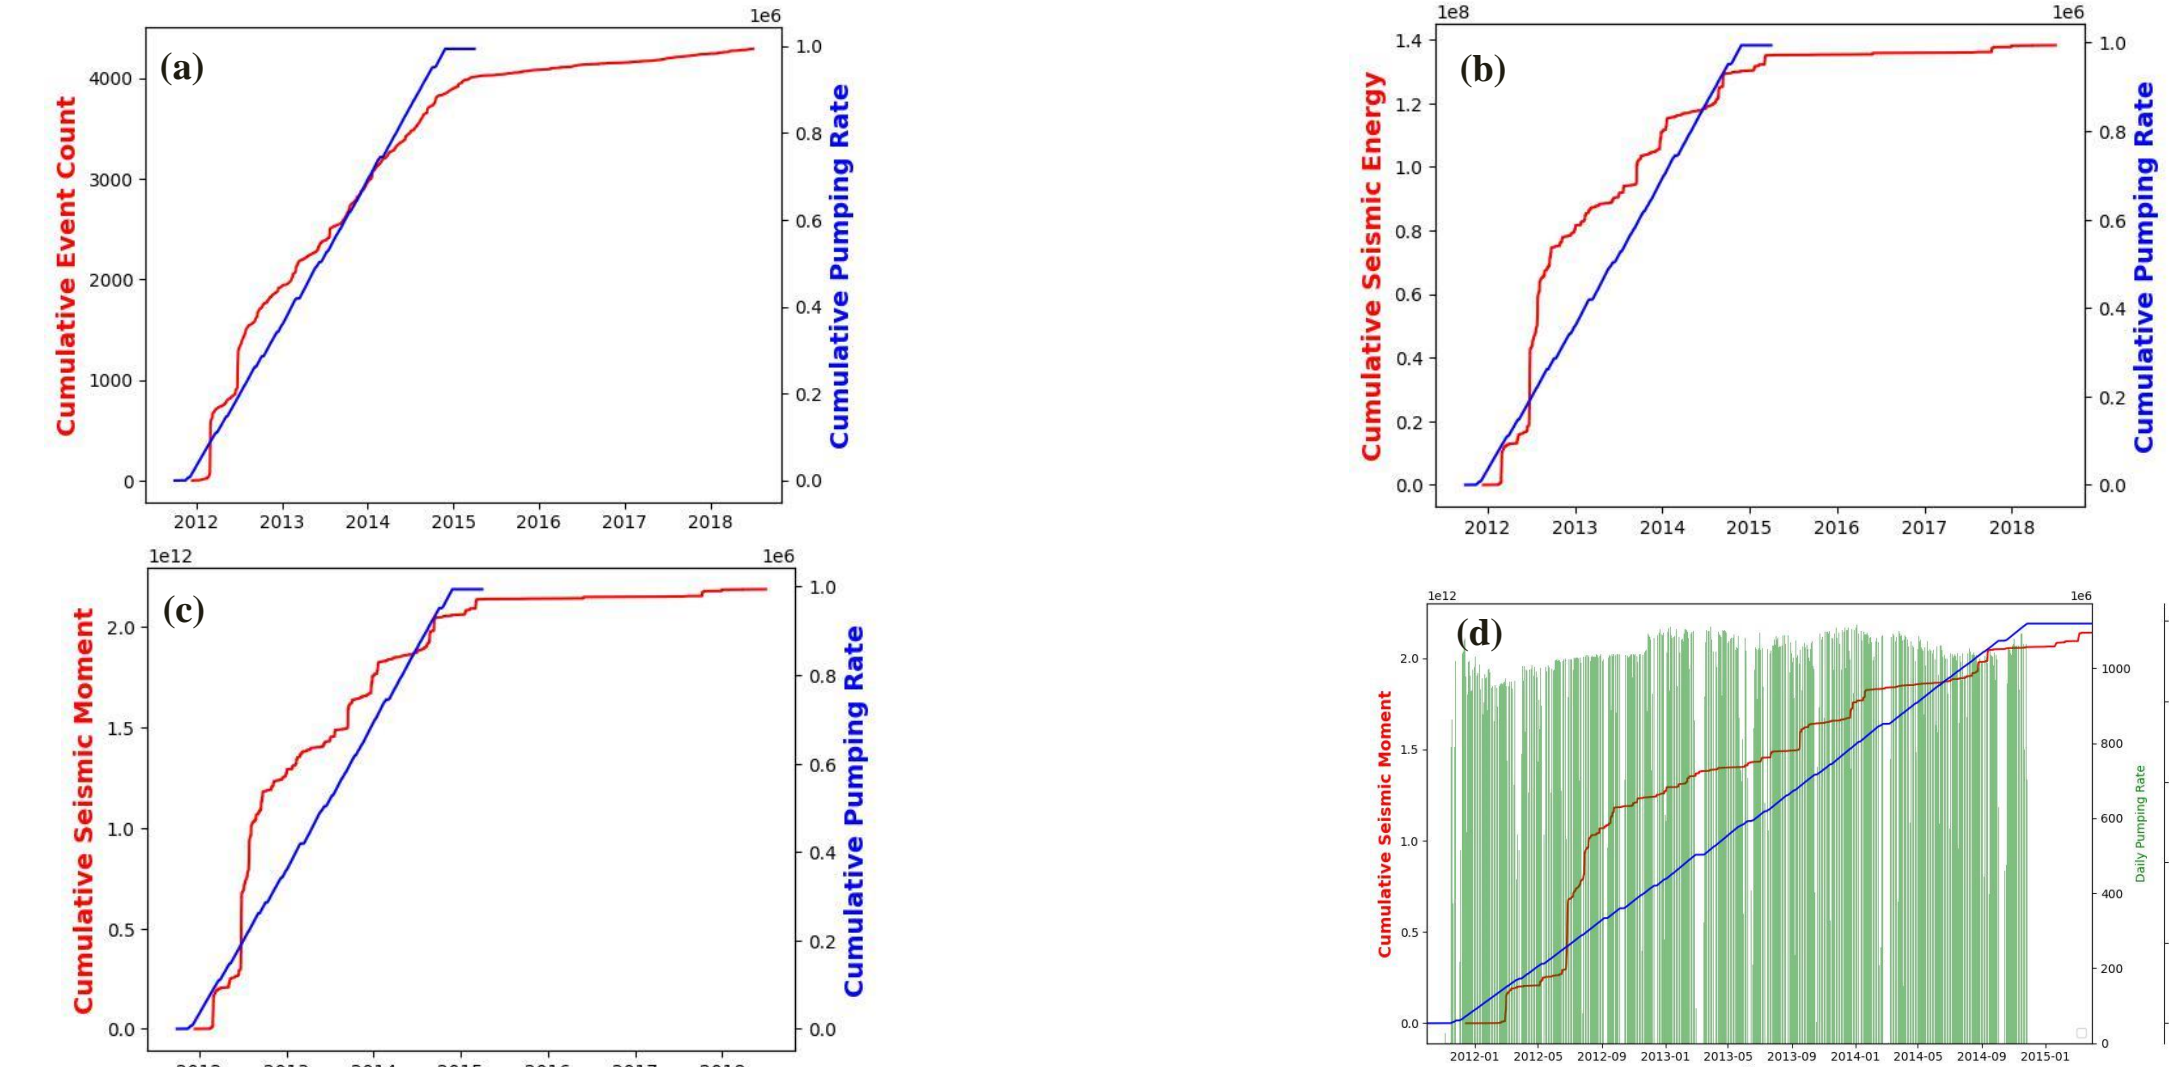 1e6
(a)
Cumulative Event Count
4000
3000
2000
1000
0
1.0
0.8
0.6
0.4
0.2
0.0
Cumulative Pumping Rate
2012 2013 2014 2015 2016 2017 2018
1e8
1e6
(b)
Cumulative Seismic Energy
1.4
1.2
1.0
0.8
0.6
0.4
0.2
0.0
1.0
0.8
0.6
0.4
0.2
0.0
Cumulative Pumping Rate
2012 2013 2014 2015 2016 2017 2018
1e12
1e6
(c)
Cumulative Seismic Moment
2.0
1.5
1.0
0.5
0.0
1.0
0.8
0.6
0.4
0.2
0.0
Cumulative Pumping Rate
1e12
1e6
(d)
Cumulative Seismic Moment
2.0
1.5
1.0
0.5
0.0
1000
800
600
400
200
0
Daily Pumping Rate
2012-01 2012-05 2012-09 2013-01 2013-05 2013-09 2014-01 2014-05 2014-09 2015-01